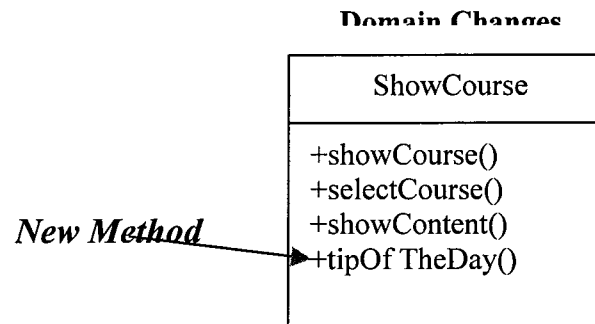 Domain Changes
ShowCourse
+showCourse()
+selectCourse()
+showContent()
New Method
+tipOf TheDay()